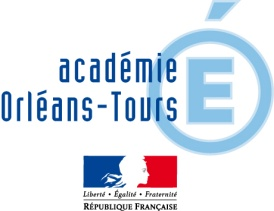 académie
Orléans-Tours
É
Liberté • Égalité • Fraternité
RÉPUBLIQUE FRANÇAISE